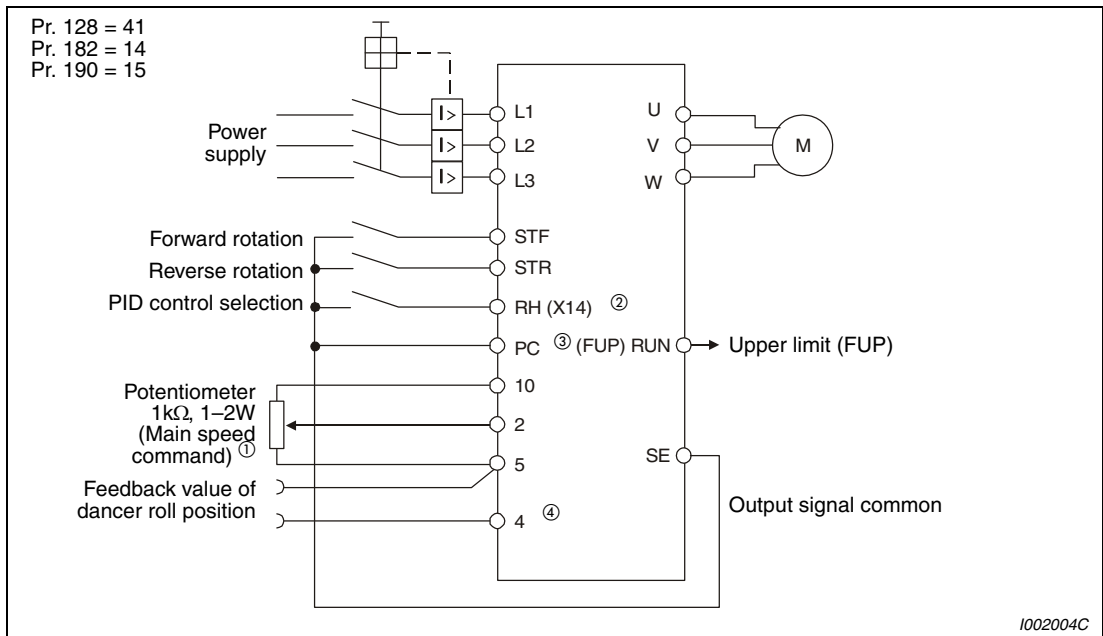 Pr. 128 = 41
Pr. 182 = 14
Pr. 190 = 15
Power
supply
I>
I>
I>
L1
L2
L3
U
V
W
M
Forward rotation
STF
Reverse rotation
STR
PID control selection
RH (X14) ②
PC ③ (FUP) RUN
Upper limit (FUP)
Potentiometer
1kΩ, 1–2W
(Main speed
command) ①
10
2
5
SE
Feedback value of
dancer roll position
4 ④
Output signal common
I002004C